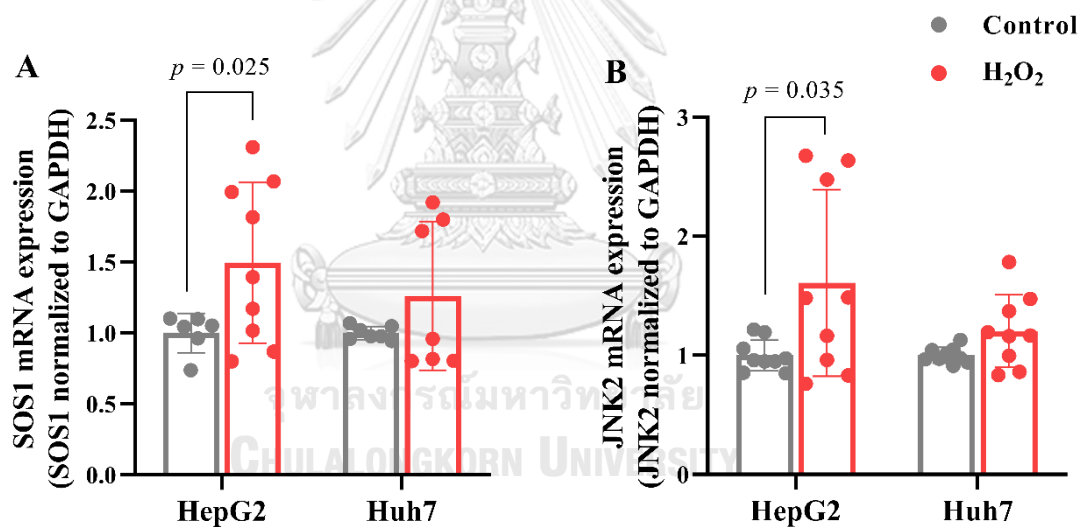 Control
H₂O₂
A
p = 0.025
SOS1 mRNA expression
(SOS1 normalized to GAPDH)
2.5
2.0
1.5
1.0
0.5
0.0
HepG2
Huh7
B
p = 0.035
JNK2 mRNA expression
(JNK2 normalized to GAPDH)
3
2
1
0
HepG2
Huh7
จุฬาลงกรณ์มหาวิทยาลัย
CHULALONGKORN UNIVERSITY